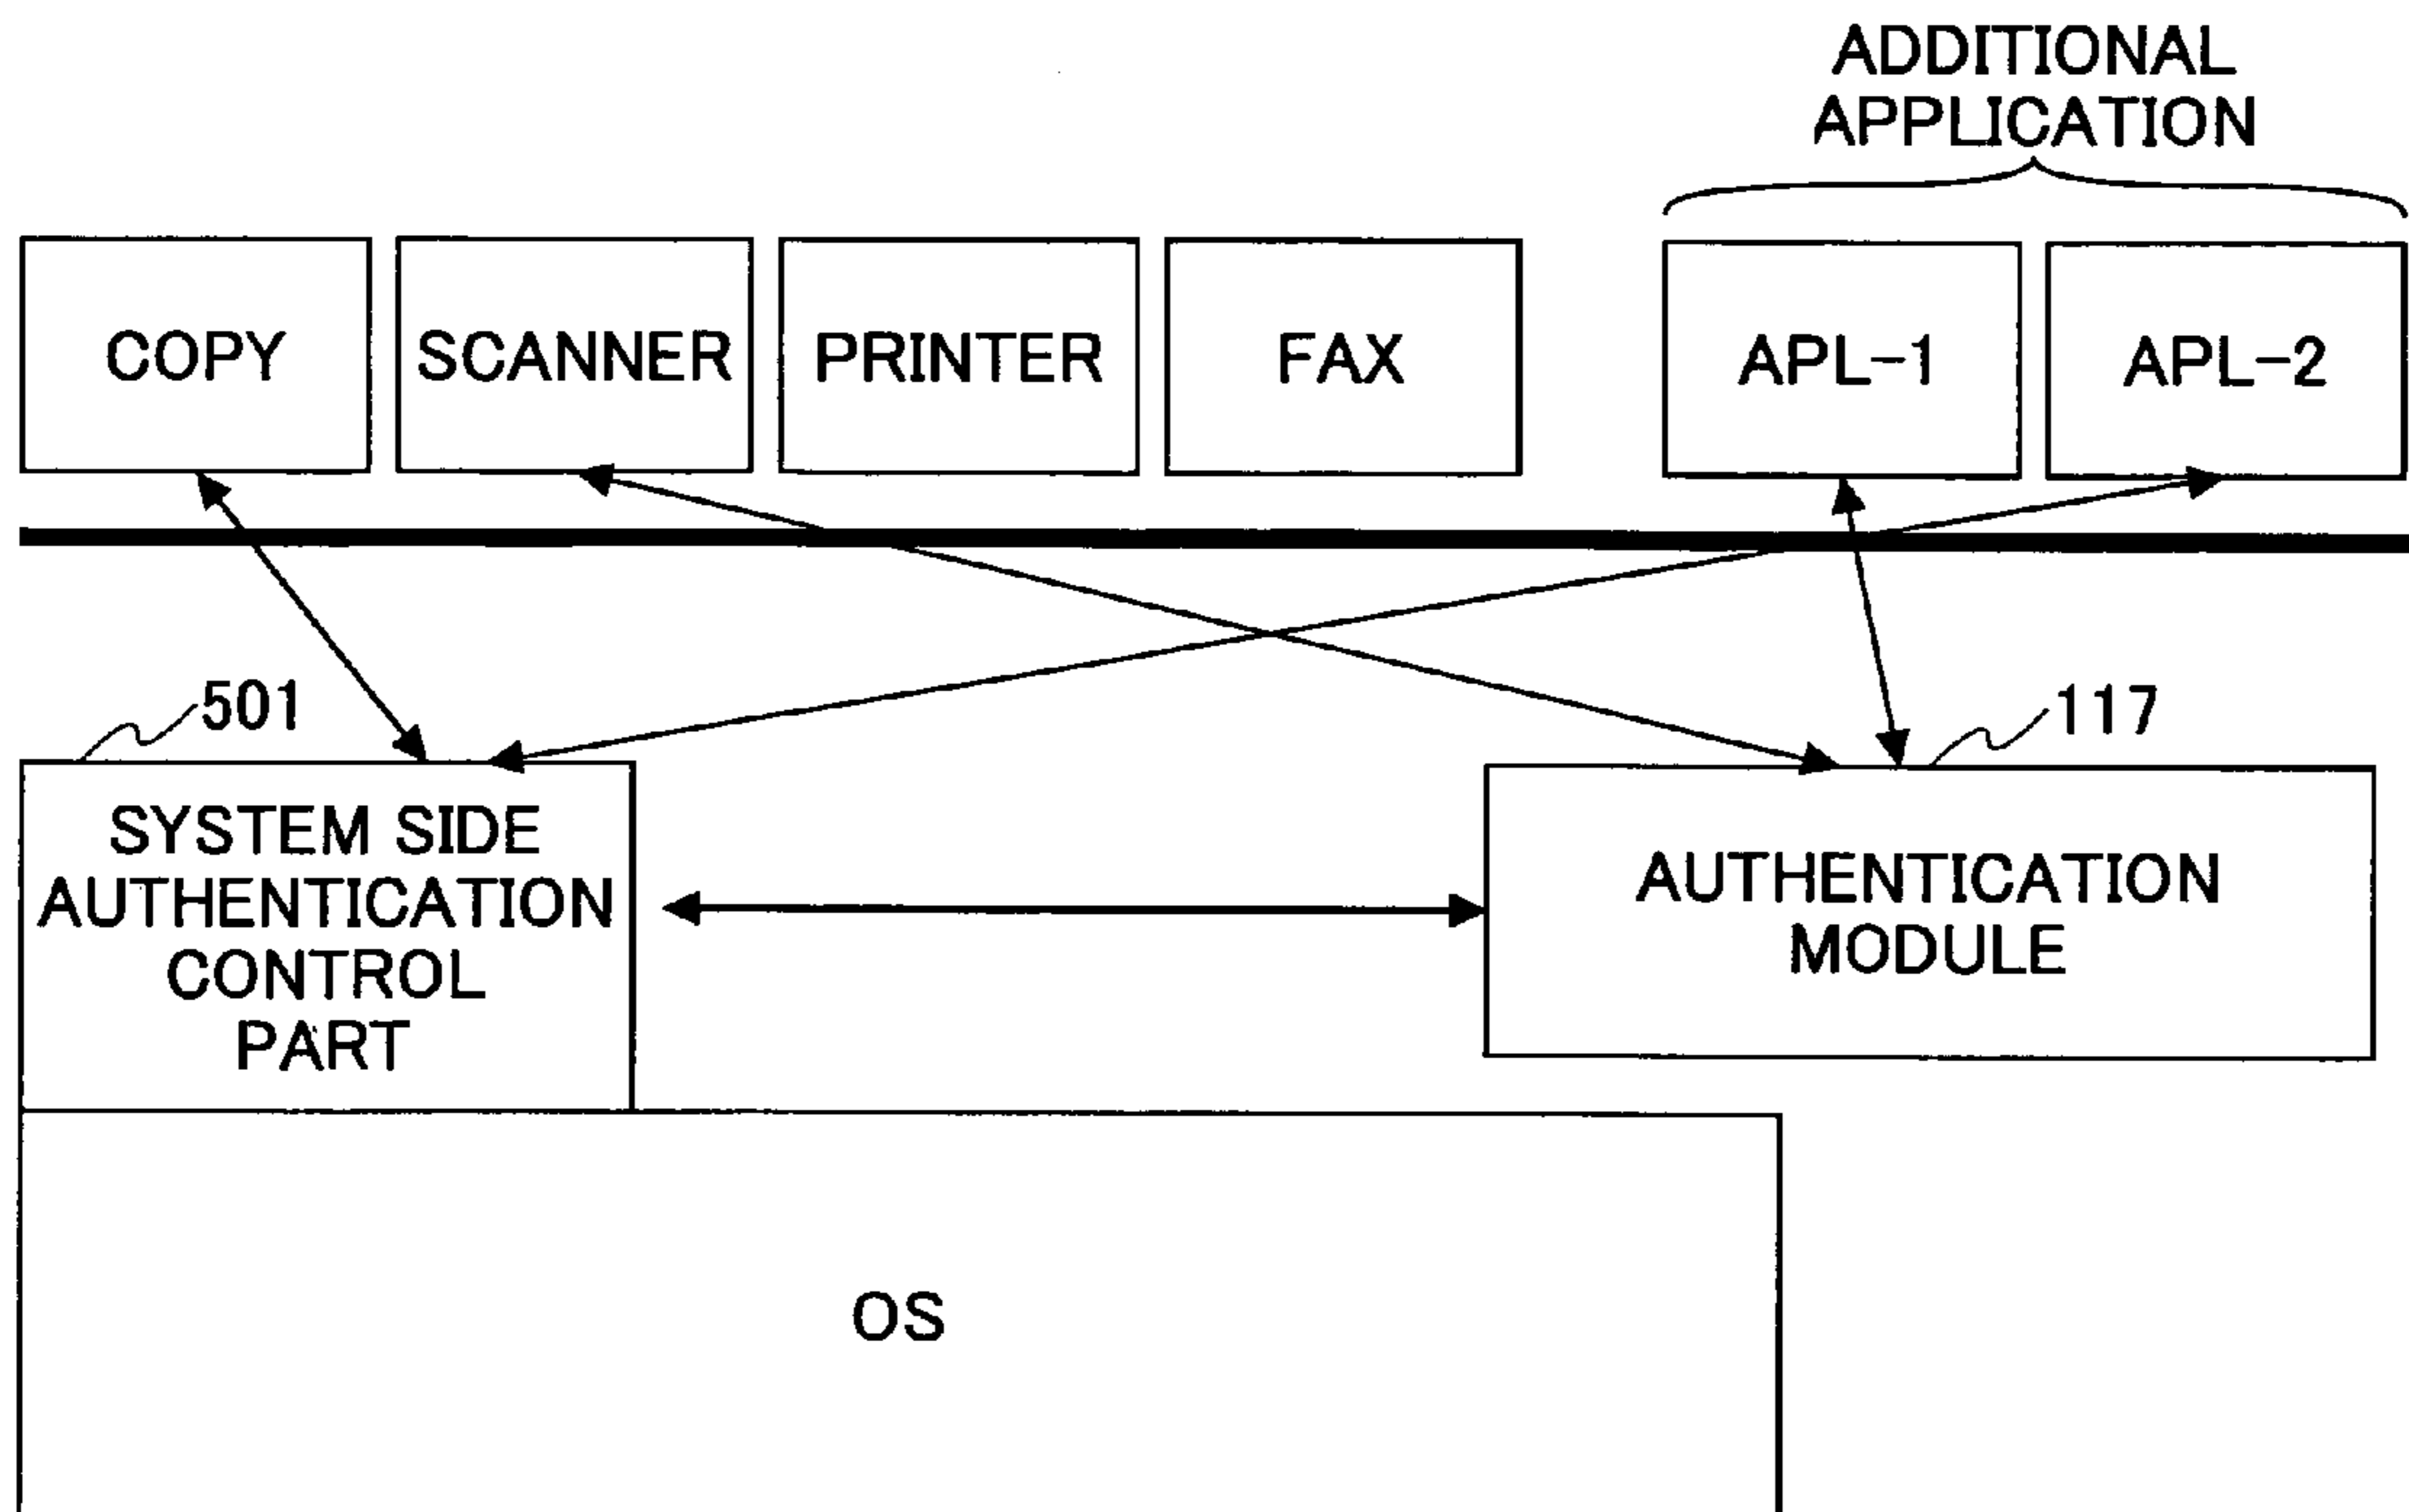 ADDITIONAL
APPLICATION
COPY
SCANNER
PRINTER
FAX
APL-1
APL-2
501
117
SYSTEM SIDE
AUTHENTICATION
CONTROL
PART
AUTHENTICATION
MODULE
OS